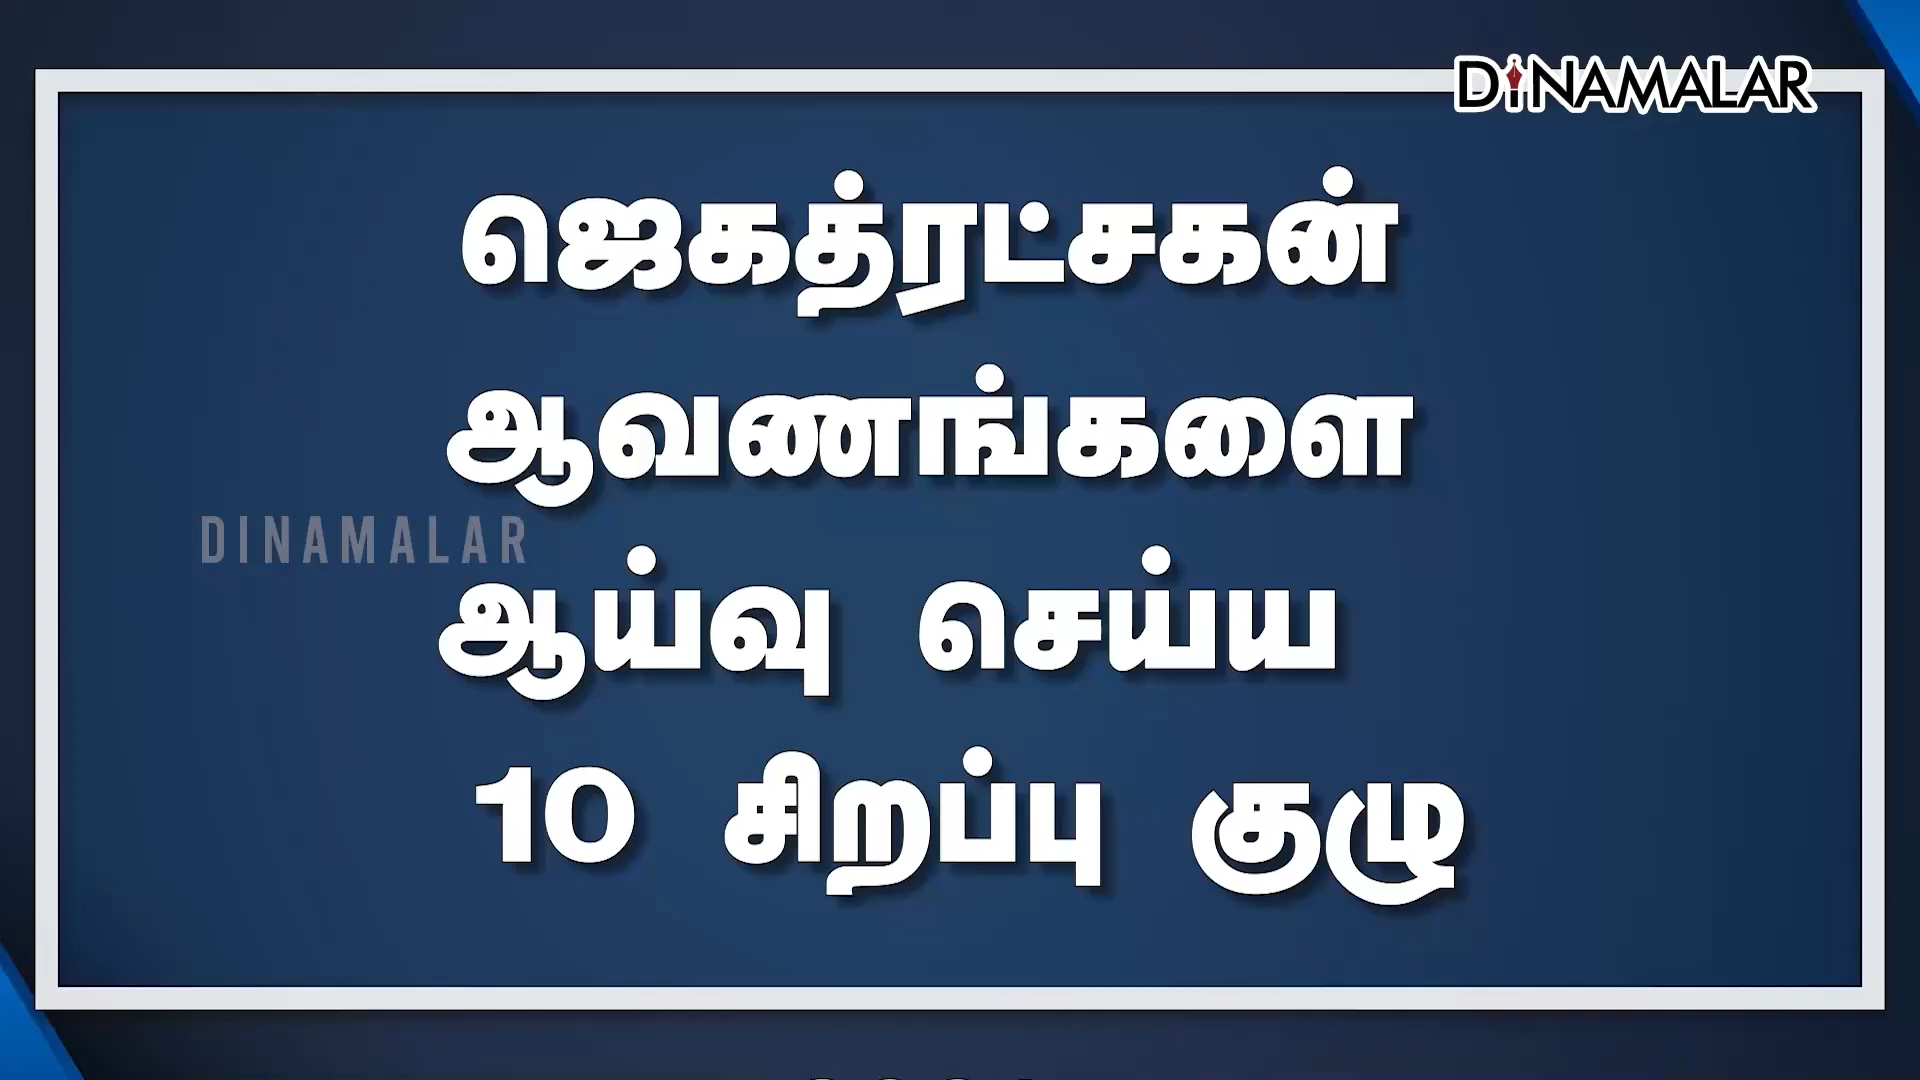 DINAMALAR
ஜெகத்ரட்சகன்
ஆவணங்களை
DINAMALAR
ஆய்வு செய்ய
10 சிறப்பு குழு